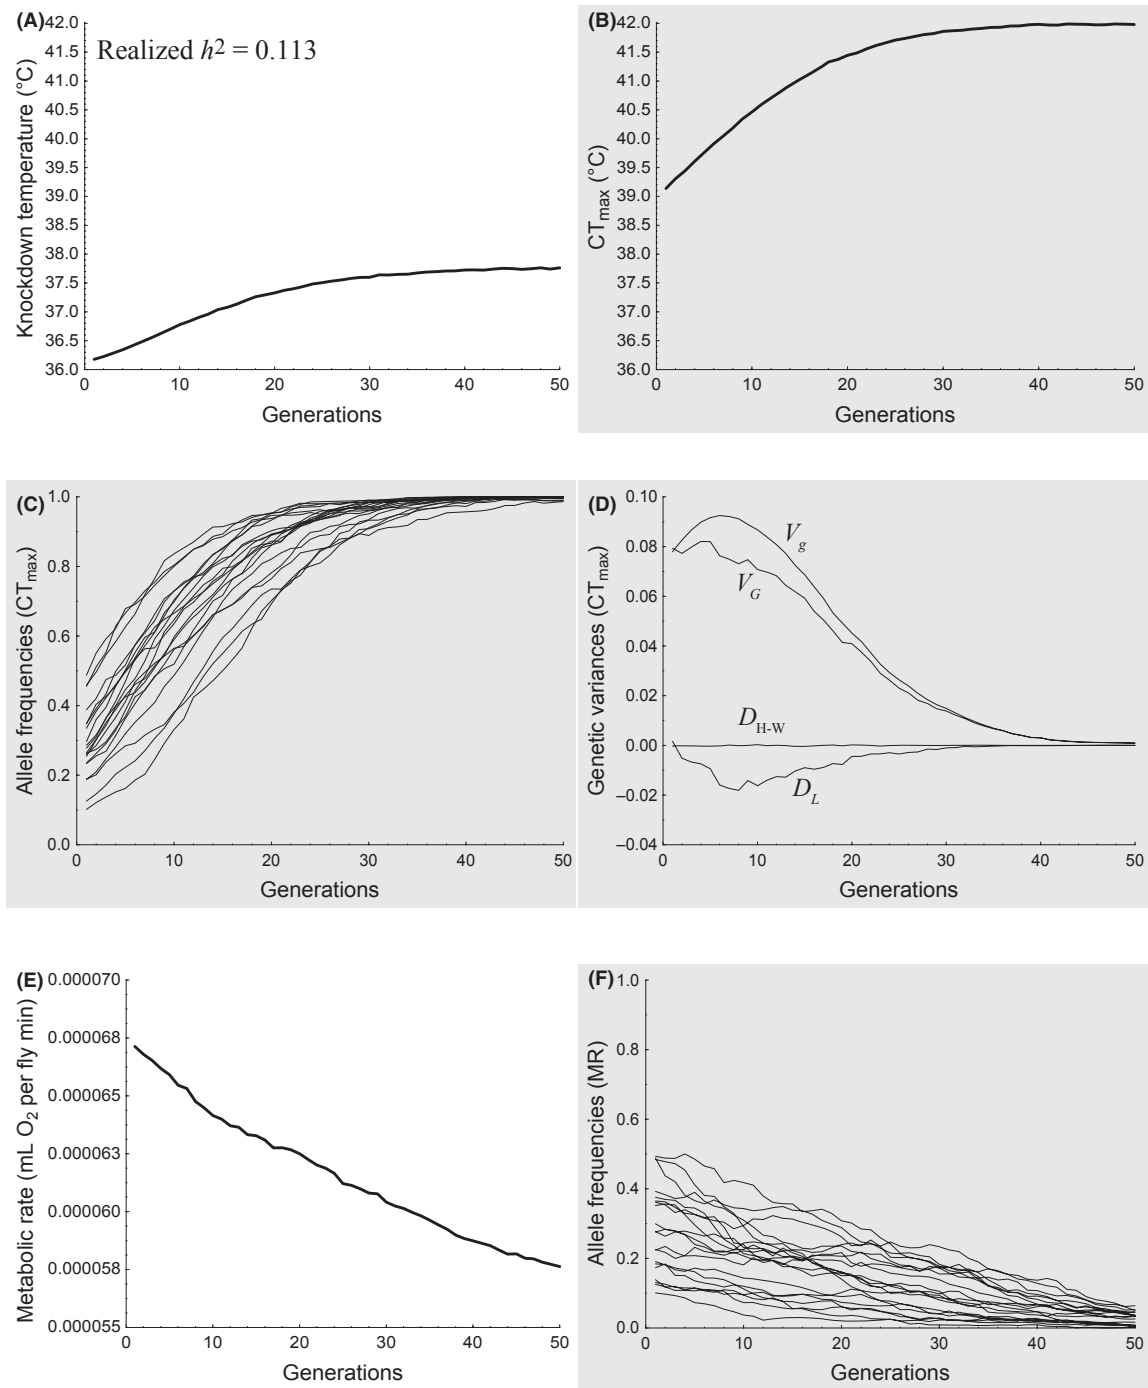 (A)
Realized h2 = 0.113
Knockdown temperature (°C)
42.0
41.5
41.0
40.5
40.0
39.5
39.0
38.5
38.0
37.5
37.0
36.5
36.0
0 10 20 30 40 50
Generations
(B)
CTmax (°C)
42.0
41.5
41.0
40.5
40.0
39.5
39.0
38.5
38.0
37.5
37.0
36.5
36.0
0 10 20 30 40 50
Generations
(C)
Allele frequencies (CTmax)
1.0
0.8
0.6
0.4
0.2
0.0
0 10 20 30 40 50
Generations
(D)
Genetic variances (CTmax)
0.10
0.08
0.06
0.04
0.02
0.00
–0.02
–0.04
Vg
VG
DH-W
DL
0 10 20 30 40 50
Generations
(E)
Metabolic rate (mL O2 per fly min)
0.000070
0.000068
0.000065
0.000063
0.000060
0.000058
0.000055
0 10 20 30 40 50
Generations
(F)
Allele frequencies (MR)
1.0
0.8
0.6
0.4
0.2
0.0
0 10 20 30 40 50
Generations